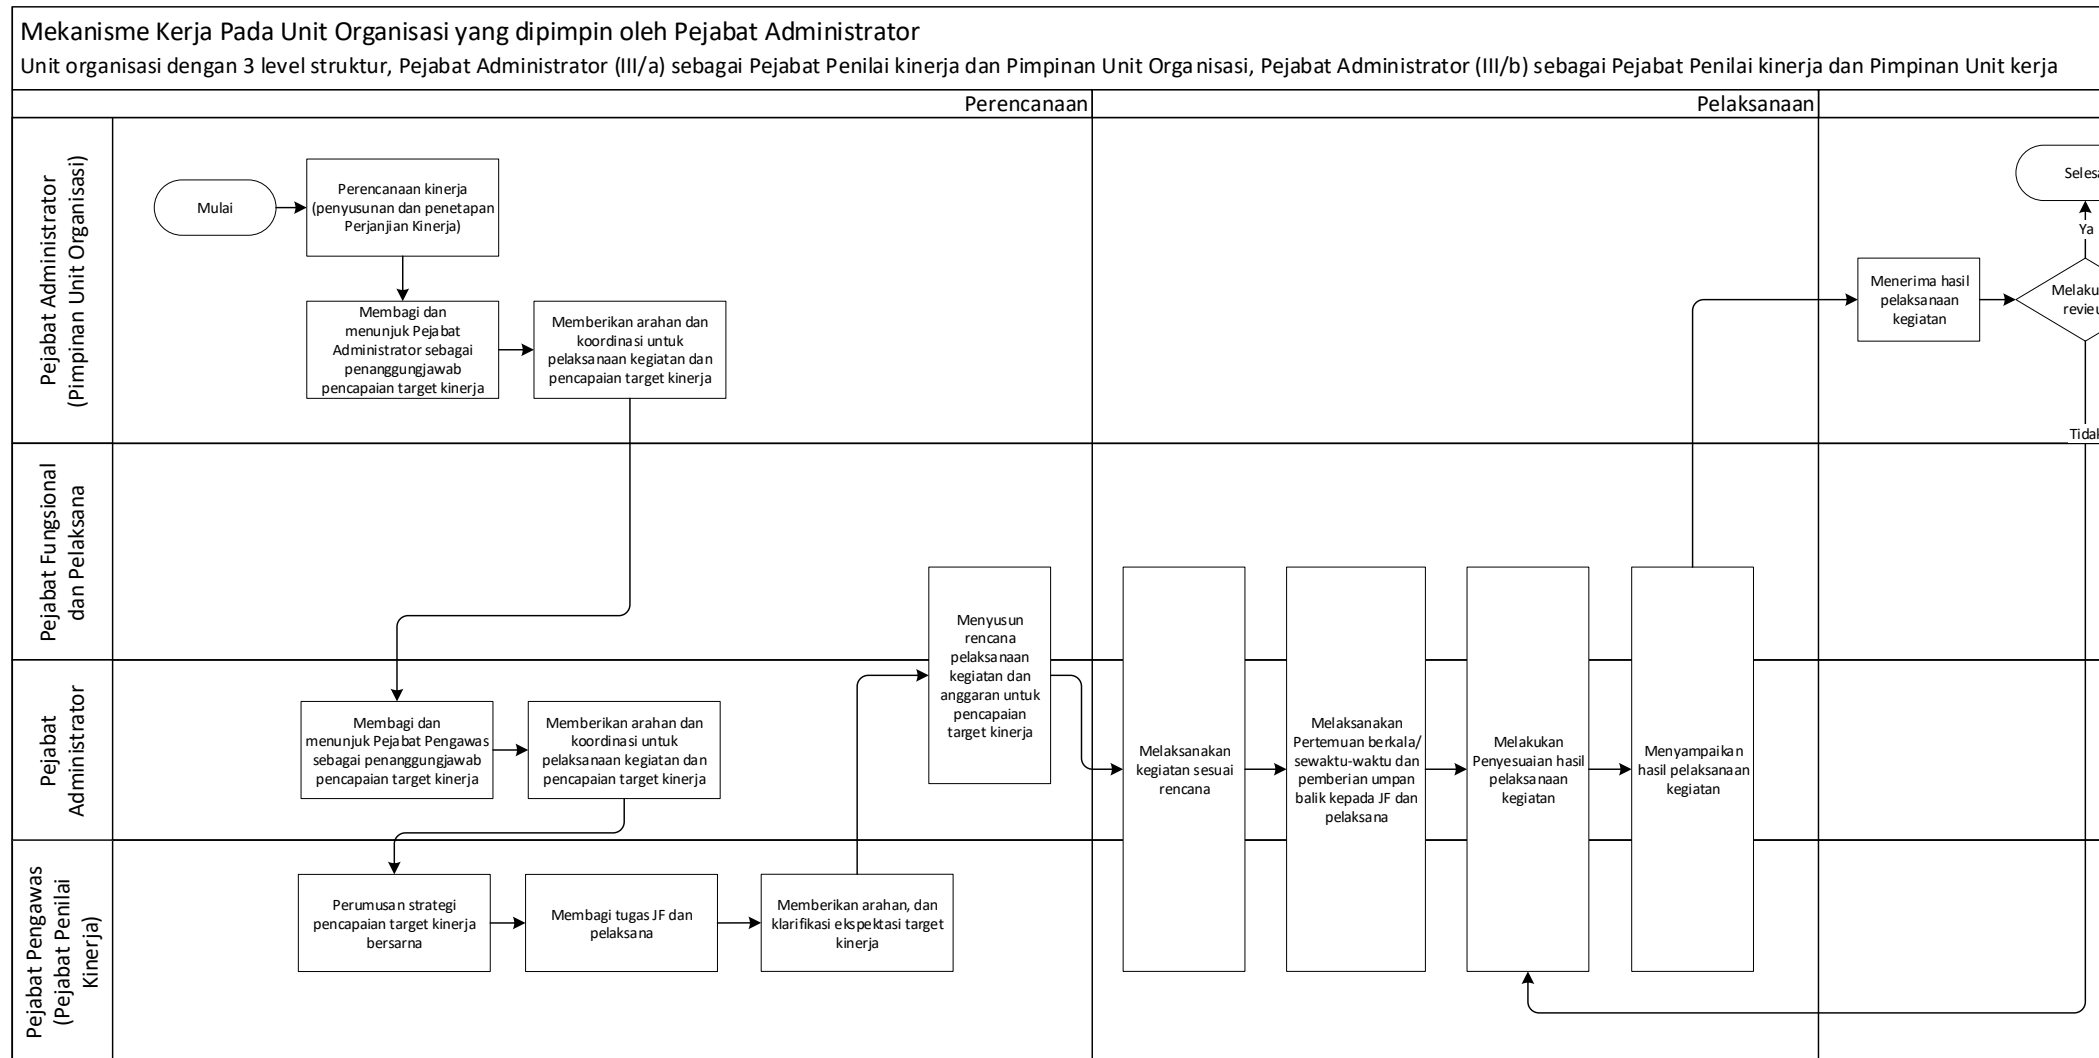 Mekanisme Kerja Pada Unit Organisasi yang dipimpin oleh Pejabat Administrator
Unit organisasi dengan 3 level struktur, Pejabat Administrator (III/a) sebagai Pejabat Penilai kinerja dan Pimpinan Unit Organisasi, Pejabat Administrator (III/b) sebagai Pejabat Penilai kinerja dan Pimpinan Unit kerja
Perencanaan
Pelaksanaan
Pejabat Administrator
(Pimpinan Unit Organisasi)
Mulai
Perencanaan kinerja
(penyusunan dan penetapan
Perjanjian Kinerja)
Membagi dan
menunjuk Pejabat
Administrator sebagai
penanggungjawab
pencapaian target kinerja
Memberikan arahan dan
koordinasi untuk
pelaksanaan kegiatan dan
pencapaian target kinerja
Menerima hasil
pelaksanaan
kegiatan
Ya
Pejabat Fungsional
dan Pelaksana
Menyusun
rencana
pelaksanaan
kegiatan dan
anggaran untuk
pencapaian
target kinerja
Pejabat
Administrator
Membagi dan
menunjuk Pejabat Pengawas
sebagai penanggungjawab
pencapaian target kinerja
Memberikan arahan dan
koordinasi untuk
pelaksanaan kegiatan dan
pencapaian target kinerja
Melaksanakan
kegiatan sesuai
rencana
Melaksanakan
Pertemuan berkala/
sewaktu-waktu dan
pemberian umpan
balik kepada JF dan
pelaksana
Melakukan
Penyesuaian hasil
pelaksanaan
kegiatan
Menyampaikan
hasil pelaksanaan
kegiatan
Pejabat Pengawas
(Pejabat Penilai
Kinerja)
Perumusan strategi
pencapaian target kinerja
bersarna
Membagi tugas JF dan
pelaksana
Memberikan arahan, dan
klarifikasi ekspektasi target
kinerja